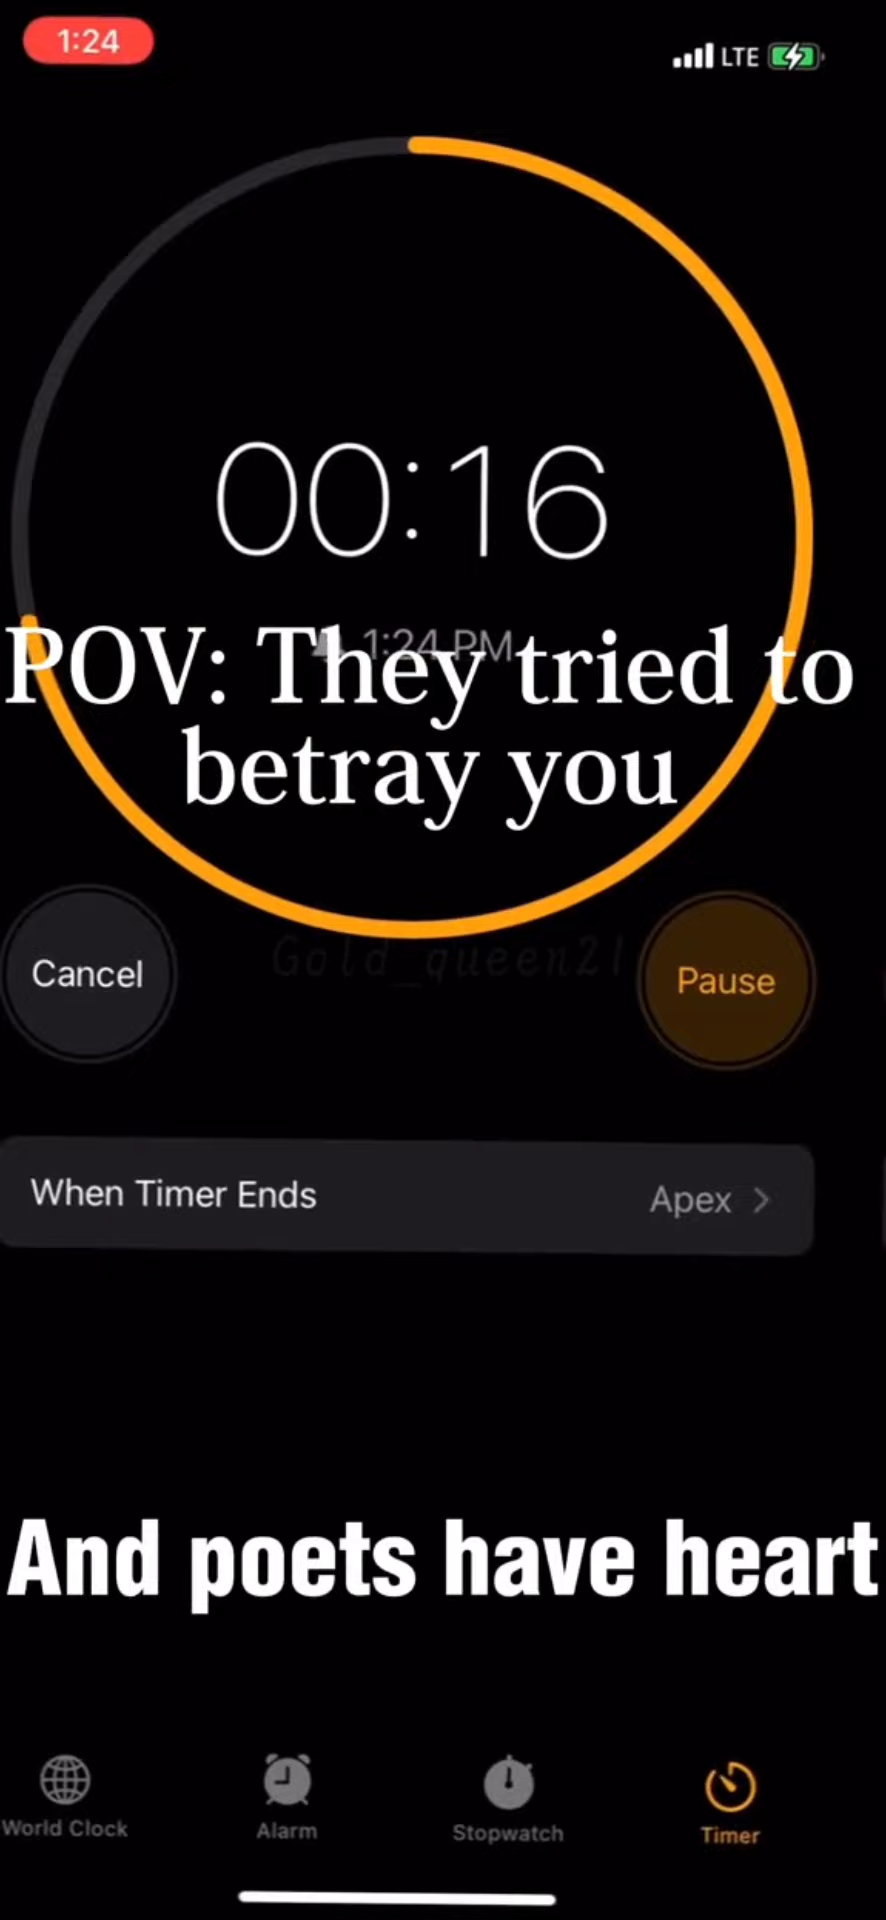 1:24
LTE
00:16
1:24 PM
POV: They tried to
betray you
Gold_queen21
Cancel
Pause
When Timer Ends
Apex
And poets have heart
World Clock
Alarm
Stopwatch
Timer